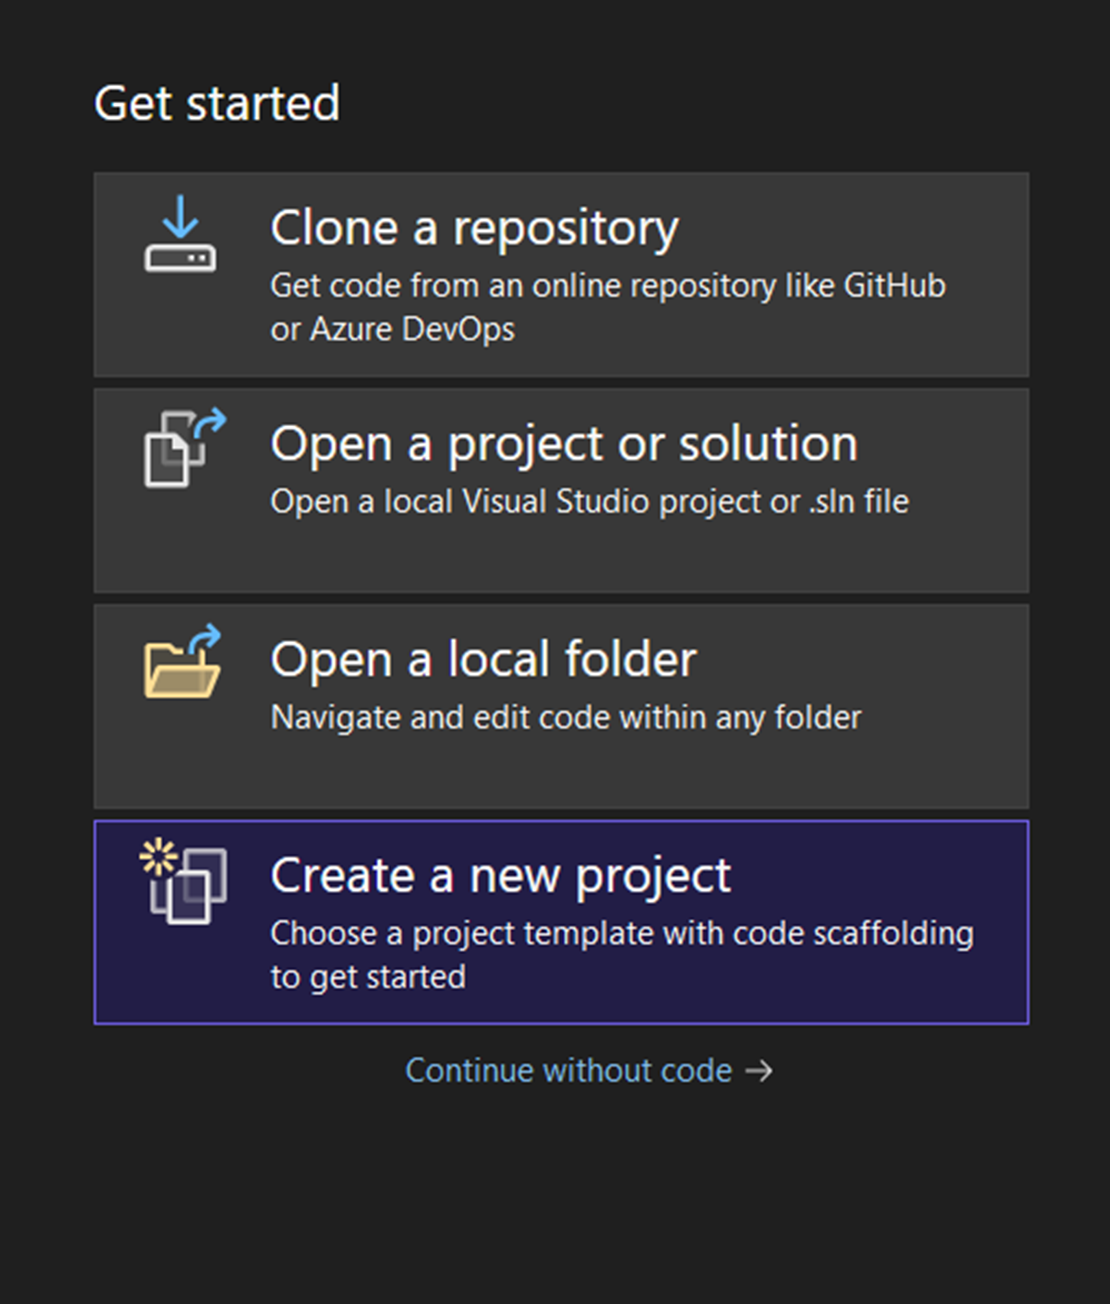 Get started
Clone a repository
Get code from an online repository like GitHub
or Azure DevOps
Open a project or solution
Open a local Visual Studio project or .sln file
Open a local folder
Navigate and edit code within any folder
Create a new project
Choose a project template with code scaffolding
to get started
Continue without code →